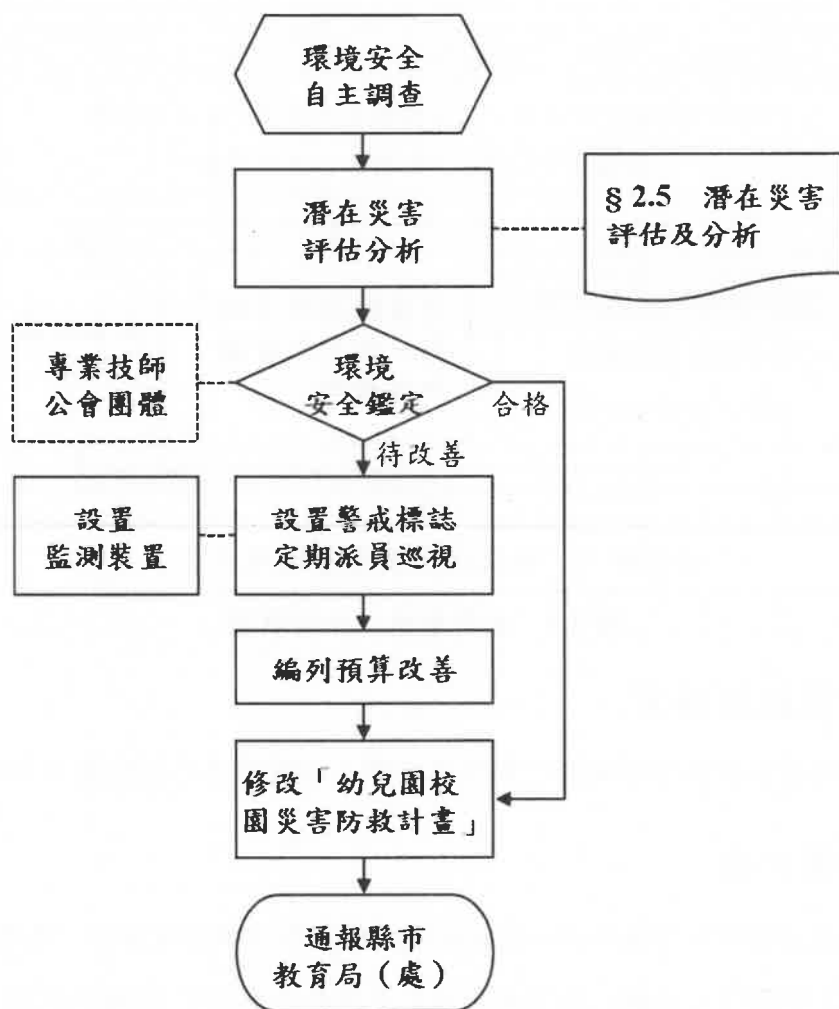 環境安全
自主調查
潛在災害
評估分析
§ 2.5 潛在災害
評估及分析
專業技師
公會團體
環境
安全鑑定
合格
待改善
設置
監測裝置
設置警戒標誌
定期派員巡視
編列預算改善
修改「幼兒園校
園災害防救計畫」
通報縣市
教育局（處）